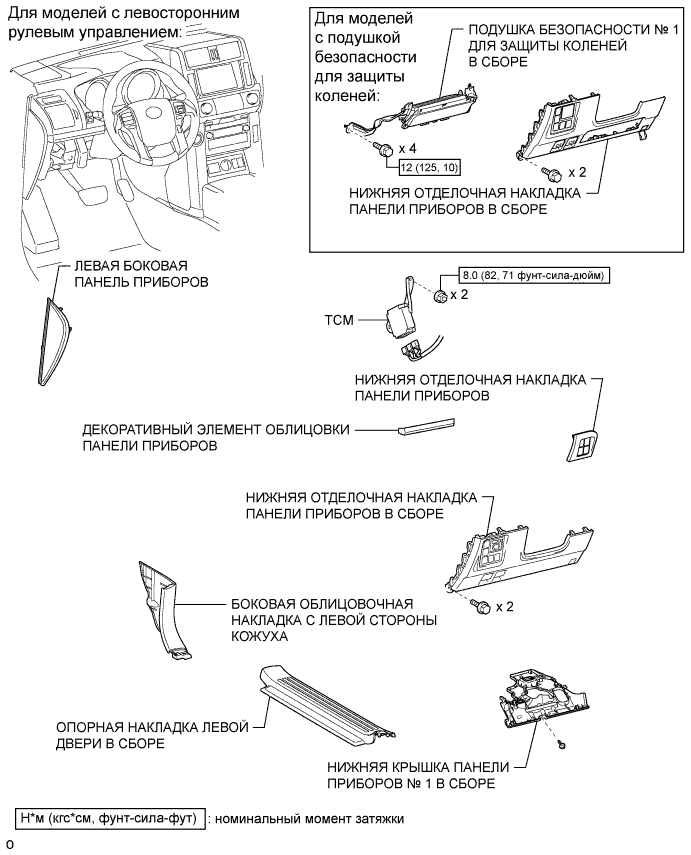 Для моделей с левосторонним
рулевым управлением:
Для моделей
с подушкой
безопасности
для защиты
коленей:
ПОДУШКА БЕЗОПАСНОСТИ № 1
ДЛЯ ЗАЩИТЫ КОЛЕНЕЙ
В СБОРЕ
x 4
12 (125, 10)
x 2
НИЖНЯЯ ОТДЕЛОЧНАЯ НАКЛАДКА
ПАНЕЛИ ПРИБОРОВ В СБОРЕ
ЛЕВАЯ БОКОВАЯ
ПАНЕЛЬ ПРИБОРОВ
8.0 (82, 71 фунт-сила-дюйм)
x 2
TCM
НИЖНЯЯ ОТДЕЛОЧНАЯ НАКЛАДКА
ПАНЕЛИ ПРИБОРОВ
ДЕКОРАТИВНЫЙ ЭЛЕМЕНТ ОБЛИЦОВКИ
ПАНЕЛИ ПРИБОРОВ
НИЖНЯЯ ОТДЕЛОЧНАЯ НАКЛАДКА
ПАНЕЛИ ПРИБОРОВ В СБОРЕ
x 2
БОКОВАЯ ОБЛИЦОВОЧНАЯ
НАКЛАДКА С ЛЕВОЙ СТОРОНЫ
КОЖУХА
ОПОРНАЯ НАКЛАДКА ЛЕВОЙ
ДВЕРИ В СБОРЕ
НИЖНЯЯ КРЫШКА ПАНЕЛИ
ПРИБОРОВ № 1 В СБОРЕ
Н*м (кгс*см, фунт-сила-фут) : номинальный момент затяжки
o